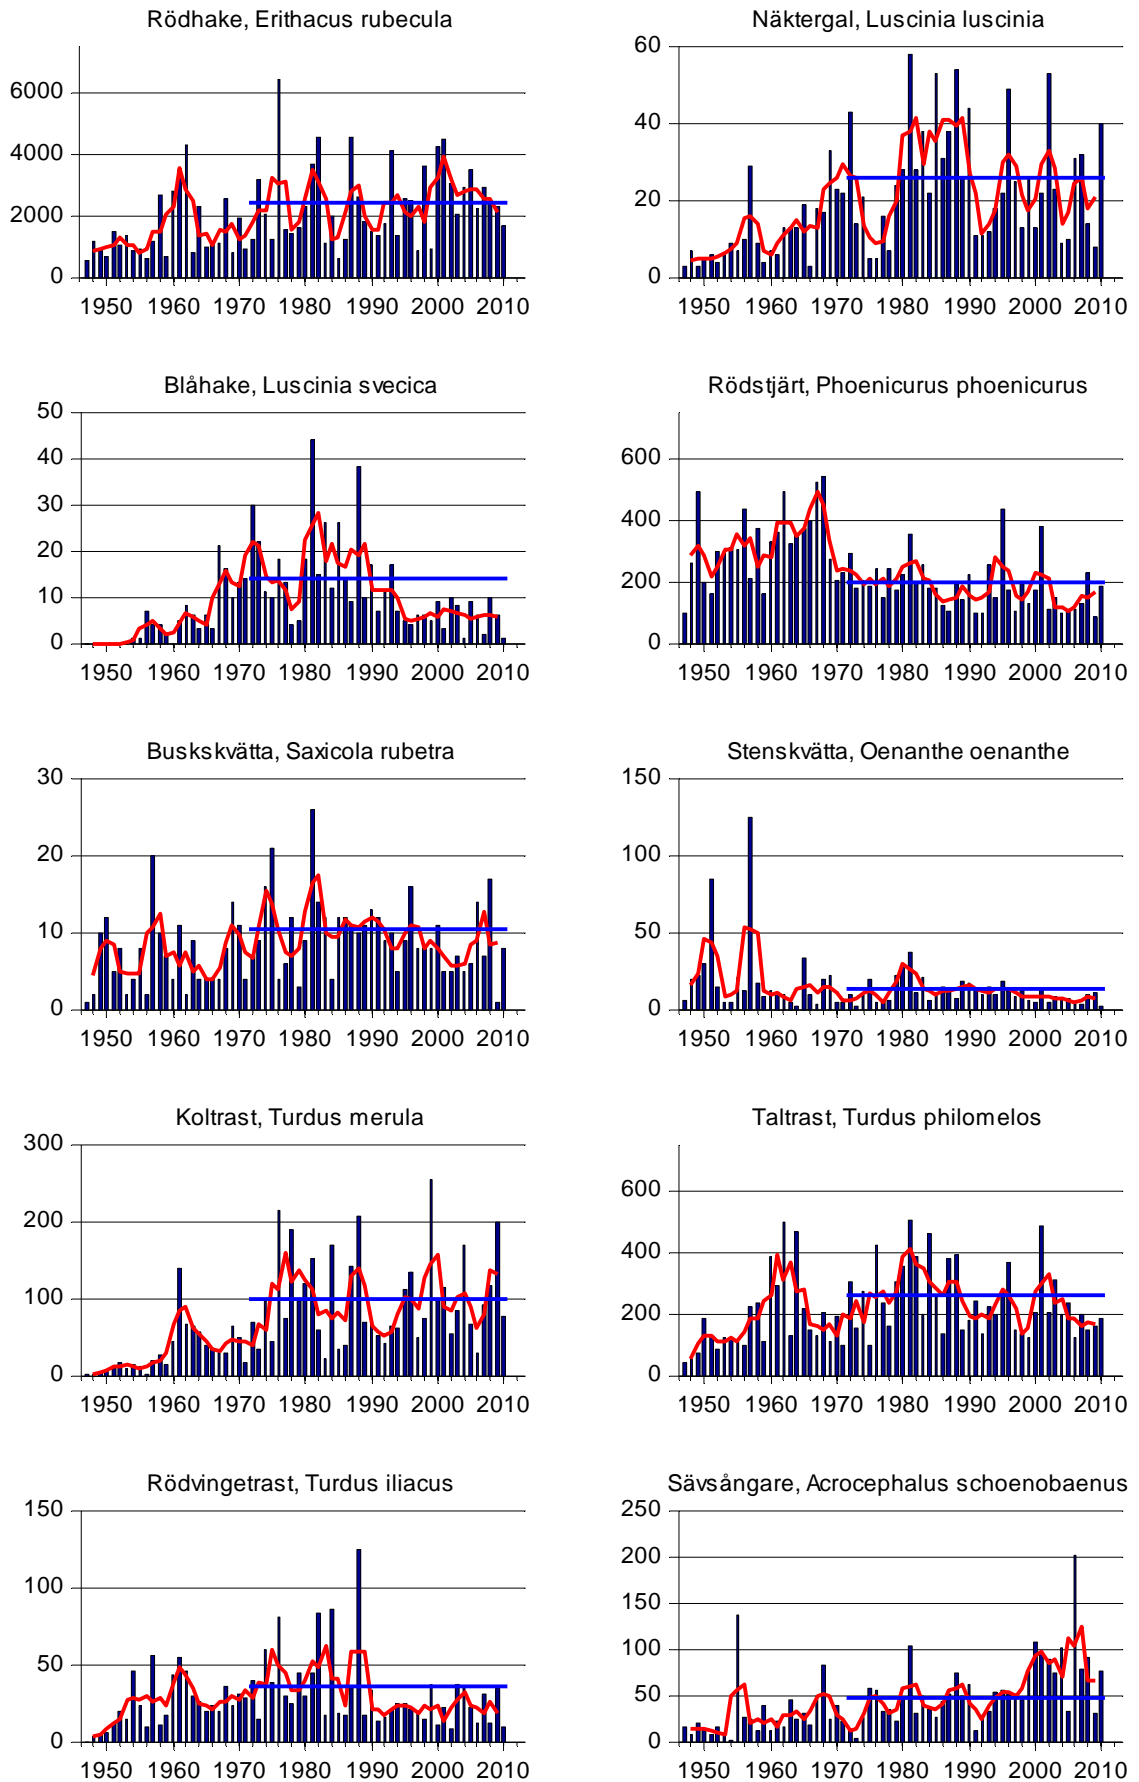 Rödhake, Erithacus rubecula
6000
4000
2000
0
1950 1960 1970 1980 1990 2000 2010
Näktergal, Luscinia luscinia
60
40
20
0
1950 1960 1970 1980 1990 2000 2010
Blåhake, Luscinia svecica
50
40
30
20
10
0
1950 1960 1970 1980 1990 2000 2010
Rödstjärt, Phoenicurus phoenicurus
600
400
200
0
1950 1960 1970 1980 1990 2000 2010
Buskskvätta, Saxicola rubetra
30
20
10
0
1950 1960 1970 1980 1990 2000 2010
Stenskvätta, Oenanthe oenanthe
150
100
50
0
1950 1960 1970 1980 1990 2000 2010
Koltrast, Turdus merula
300
200
100
0
1950 1960 1970 1980 1990 2000 2010
Taltrast, Turdus philomelos
600
400
200
0
1950 1960 1970 1980 1990 2000 2010
Rödvingetrast, Turdus iliacus
150
100
50
0
1950 1960 1970 1980 1990 2000 2010
Sävsångare, Acrocephalus schoenobaenus
250
200
150
100
50
0
1950 1960 1970 1980 1990 2000 2010